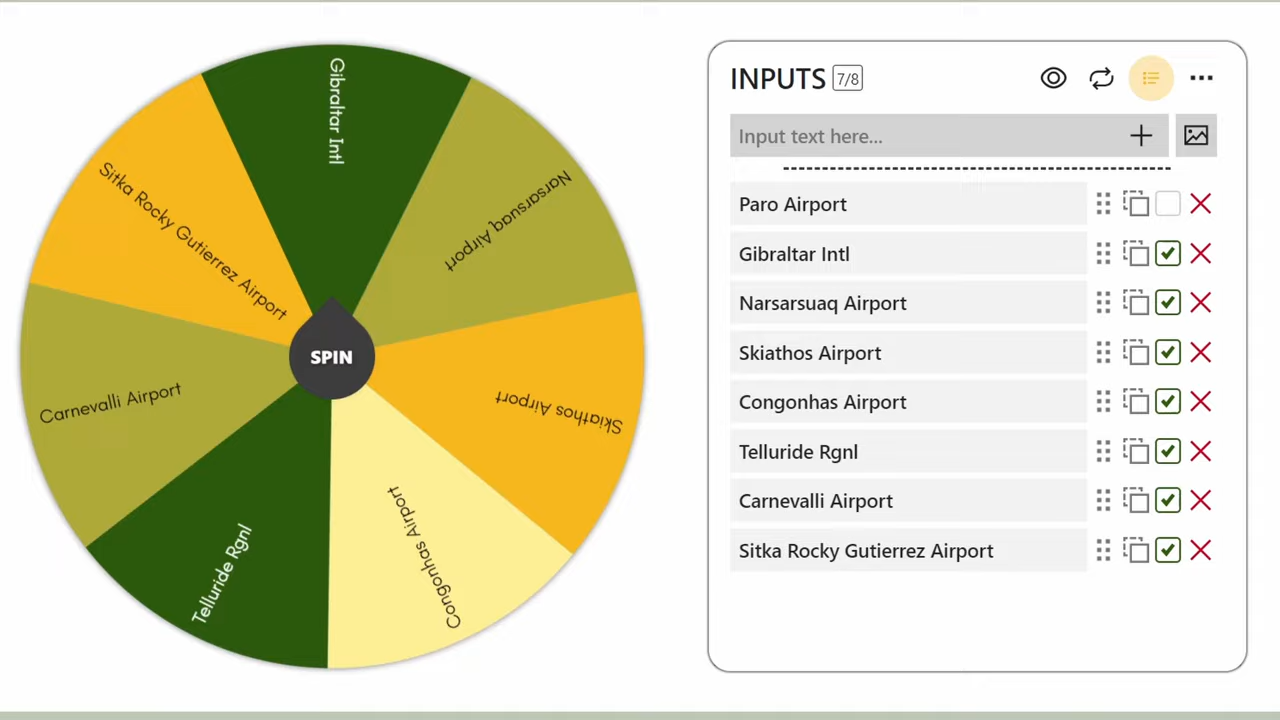 Gibraltar Intl
Narsarsuaq Airport
Skiathos Airport
Congonhas Airport
Telluride Rgnl
Carnevalli Airport
Sitka Rocky Gutierrez Airport
SPIN
INPUTS 7/8
Input text here...
Paro Airport
Gibraltar Intl
Narsarsuaq Airport
Skiathos Airport
Congonhas Airport
Telluride Rgnl
Carnevalli Airport
Sitka Rocky Gutierrez Airport